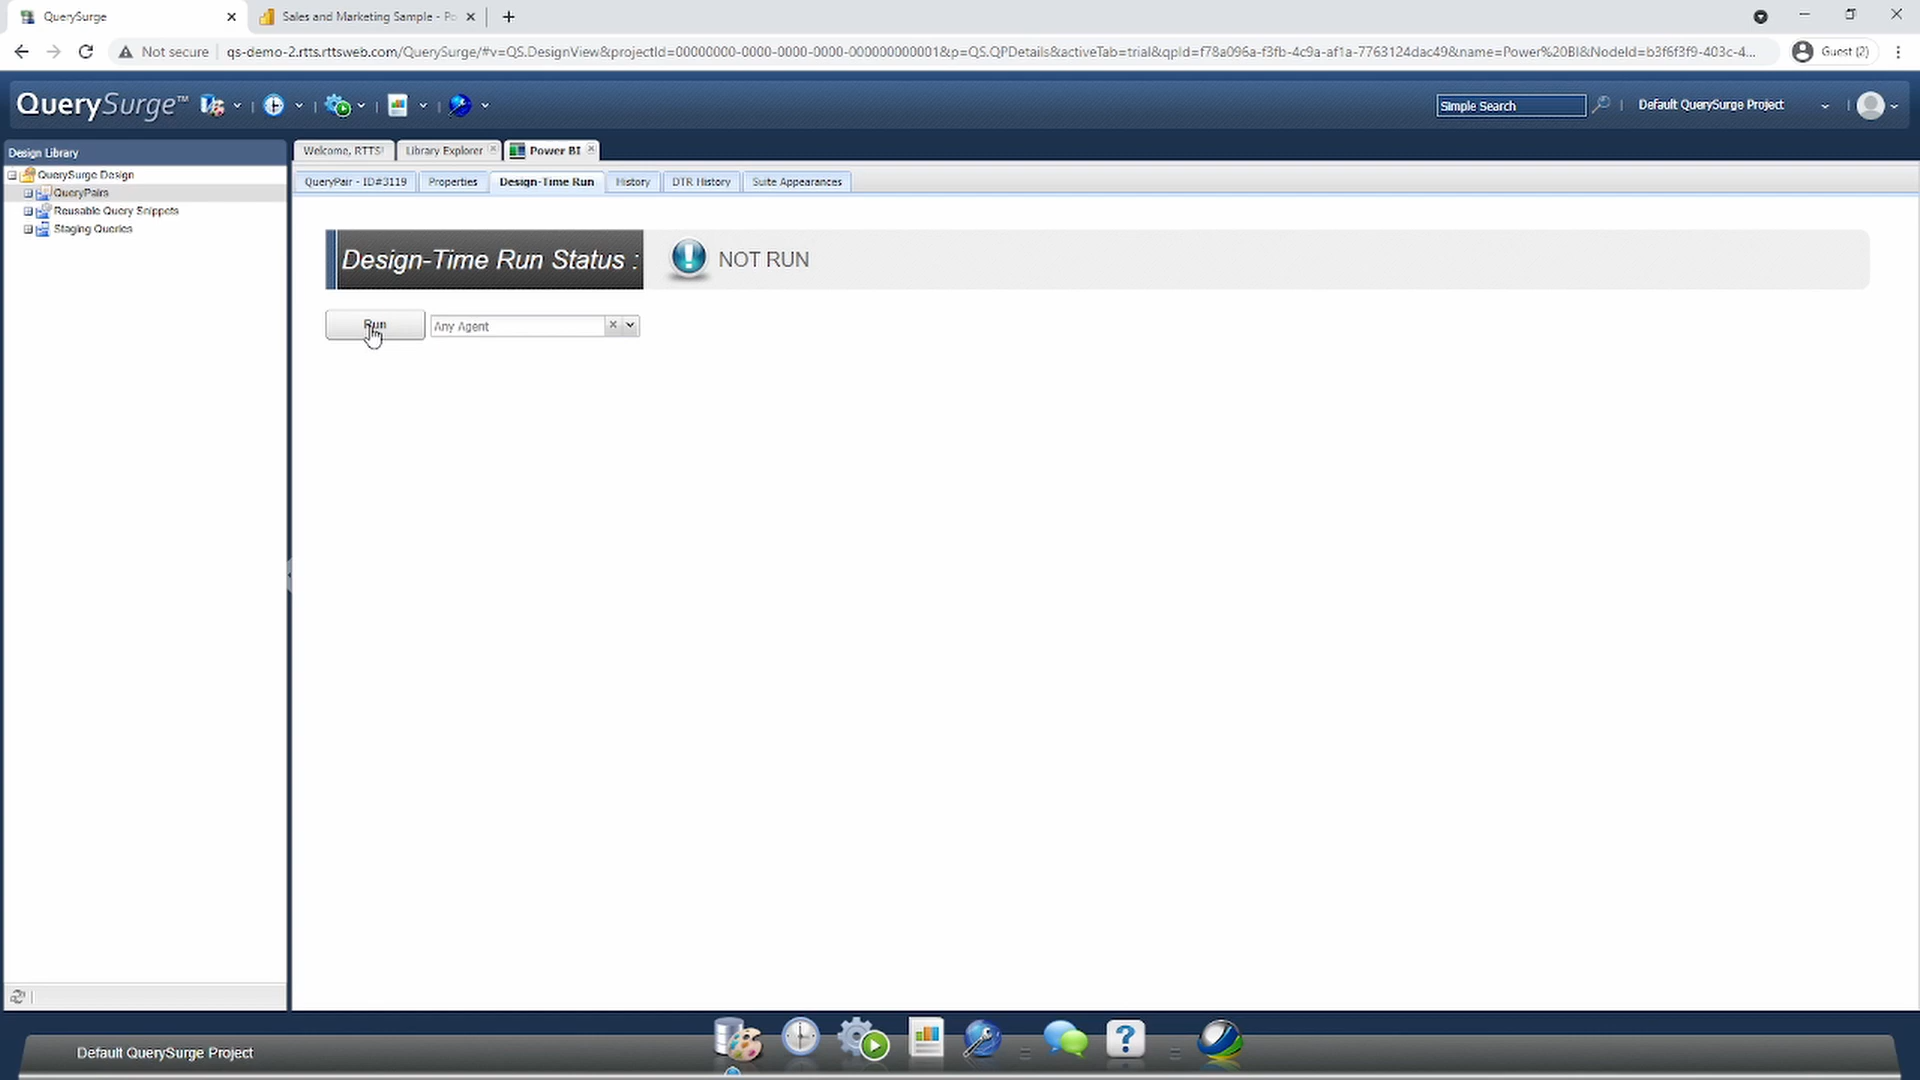 QuerySurge
Sales and Marketing Sample - Po
Not secure
qs-demo-2.rtts.rttsweb.com/QuerySurge/#v=QS.DesignView&projectId=00000000-0000-0000-0000-000000000001&p=QS.QPDetails&activeTab=trial&qpId=f78a096a-f3fb-4c9a-af1a-7763124dac49&name=Power%20BI&NodeId=b3f6f3f9-403c-4...
Guest (2)
QuerySurge™
Simple Search
Default QuerySurge Project
Design Library
Welcome, RTTS!
Library Explorer
Power BI
QuerySurge Design
QueryPairs
Reusable Query Snippets
Staging Queries
QueryPair - ID#3119
Properties
Design-Time Run
History
DTR History
Suite Appearances
Design-Time Run Status :
NOT RUN
Run
Any Agent
Default QuerySurge Project